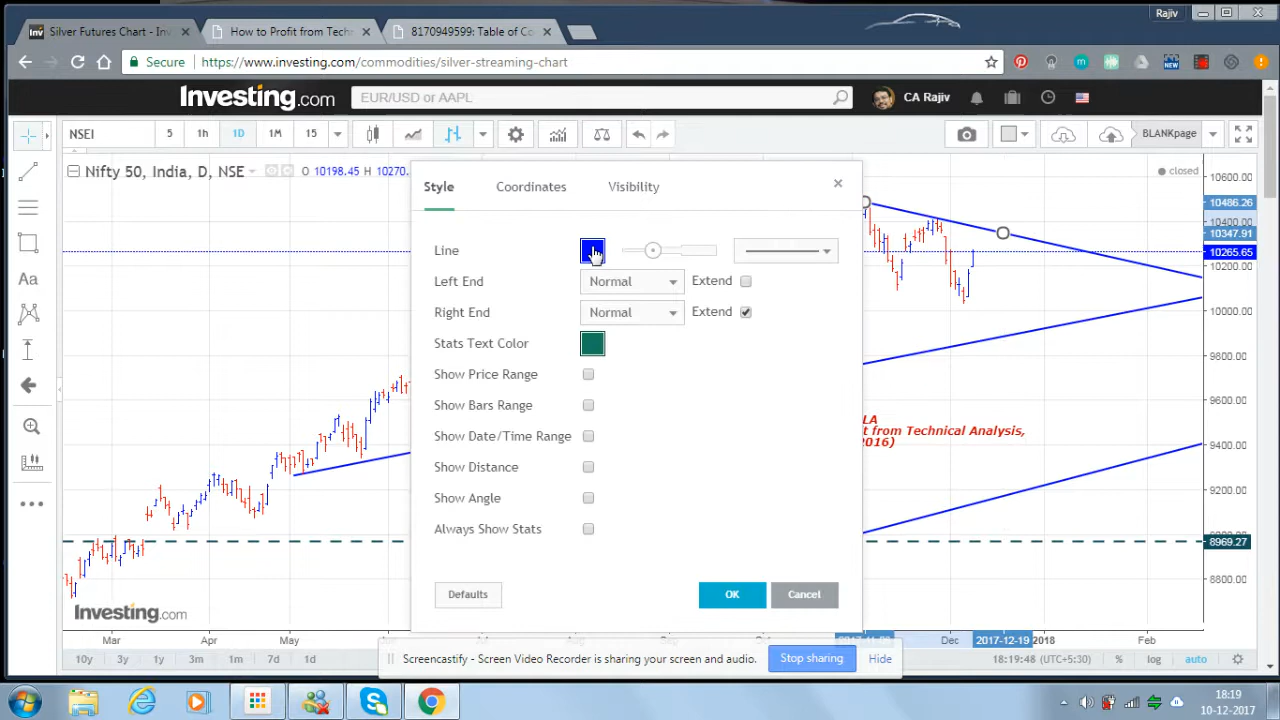 Rajiv
Silver Futures Chart - Inv
How to Profit from Tech
8170949599: Table of Co
Secure
https://www.investing.com/commodities/silver-streaming-chart
NEW
Investing.com
EUR/USD or AAPL
CA Rajiv
NSEI
5
1h
1D
1M
15
BLANKpage
Nifty 50, India, D, NSE
O 10198.45 H 10270.
closed
Style
Coordinates
Visibility
Line
Left End
Normal
Extend
Right End
Normal
Extend
Stats Text Color
Show Price Range
Show Bars Range
Show Date/Time Range
Show Distance
Show Angle
Always Show Stats
Defaults
OK
Cancel
Aa
LA
t from Technical Analysis,
2016)
10600.00
10486.26
10400.00
10347.91
10265.65
10200.00
10000.00
9800.00
9600.00
9400.00
9200.00
8969.27
8800.00
Investing.com
Mar
Apr
May
Dec
2017-12-19
2018
Feb
10y
3y
1y
3m
1m
7d
1d
Screencastify - Screen Video Recorder is sharing your screen and audio.
Stop sharing
Hide
18:19:48 (UTC+5:30)
%
log
auto
18:19
10-12-2017